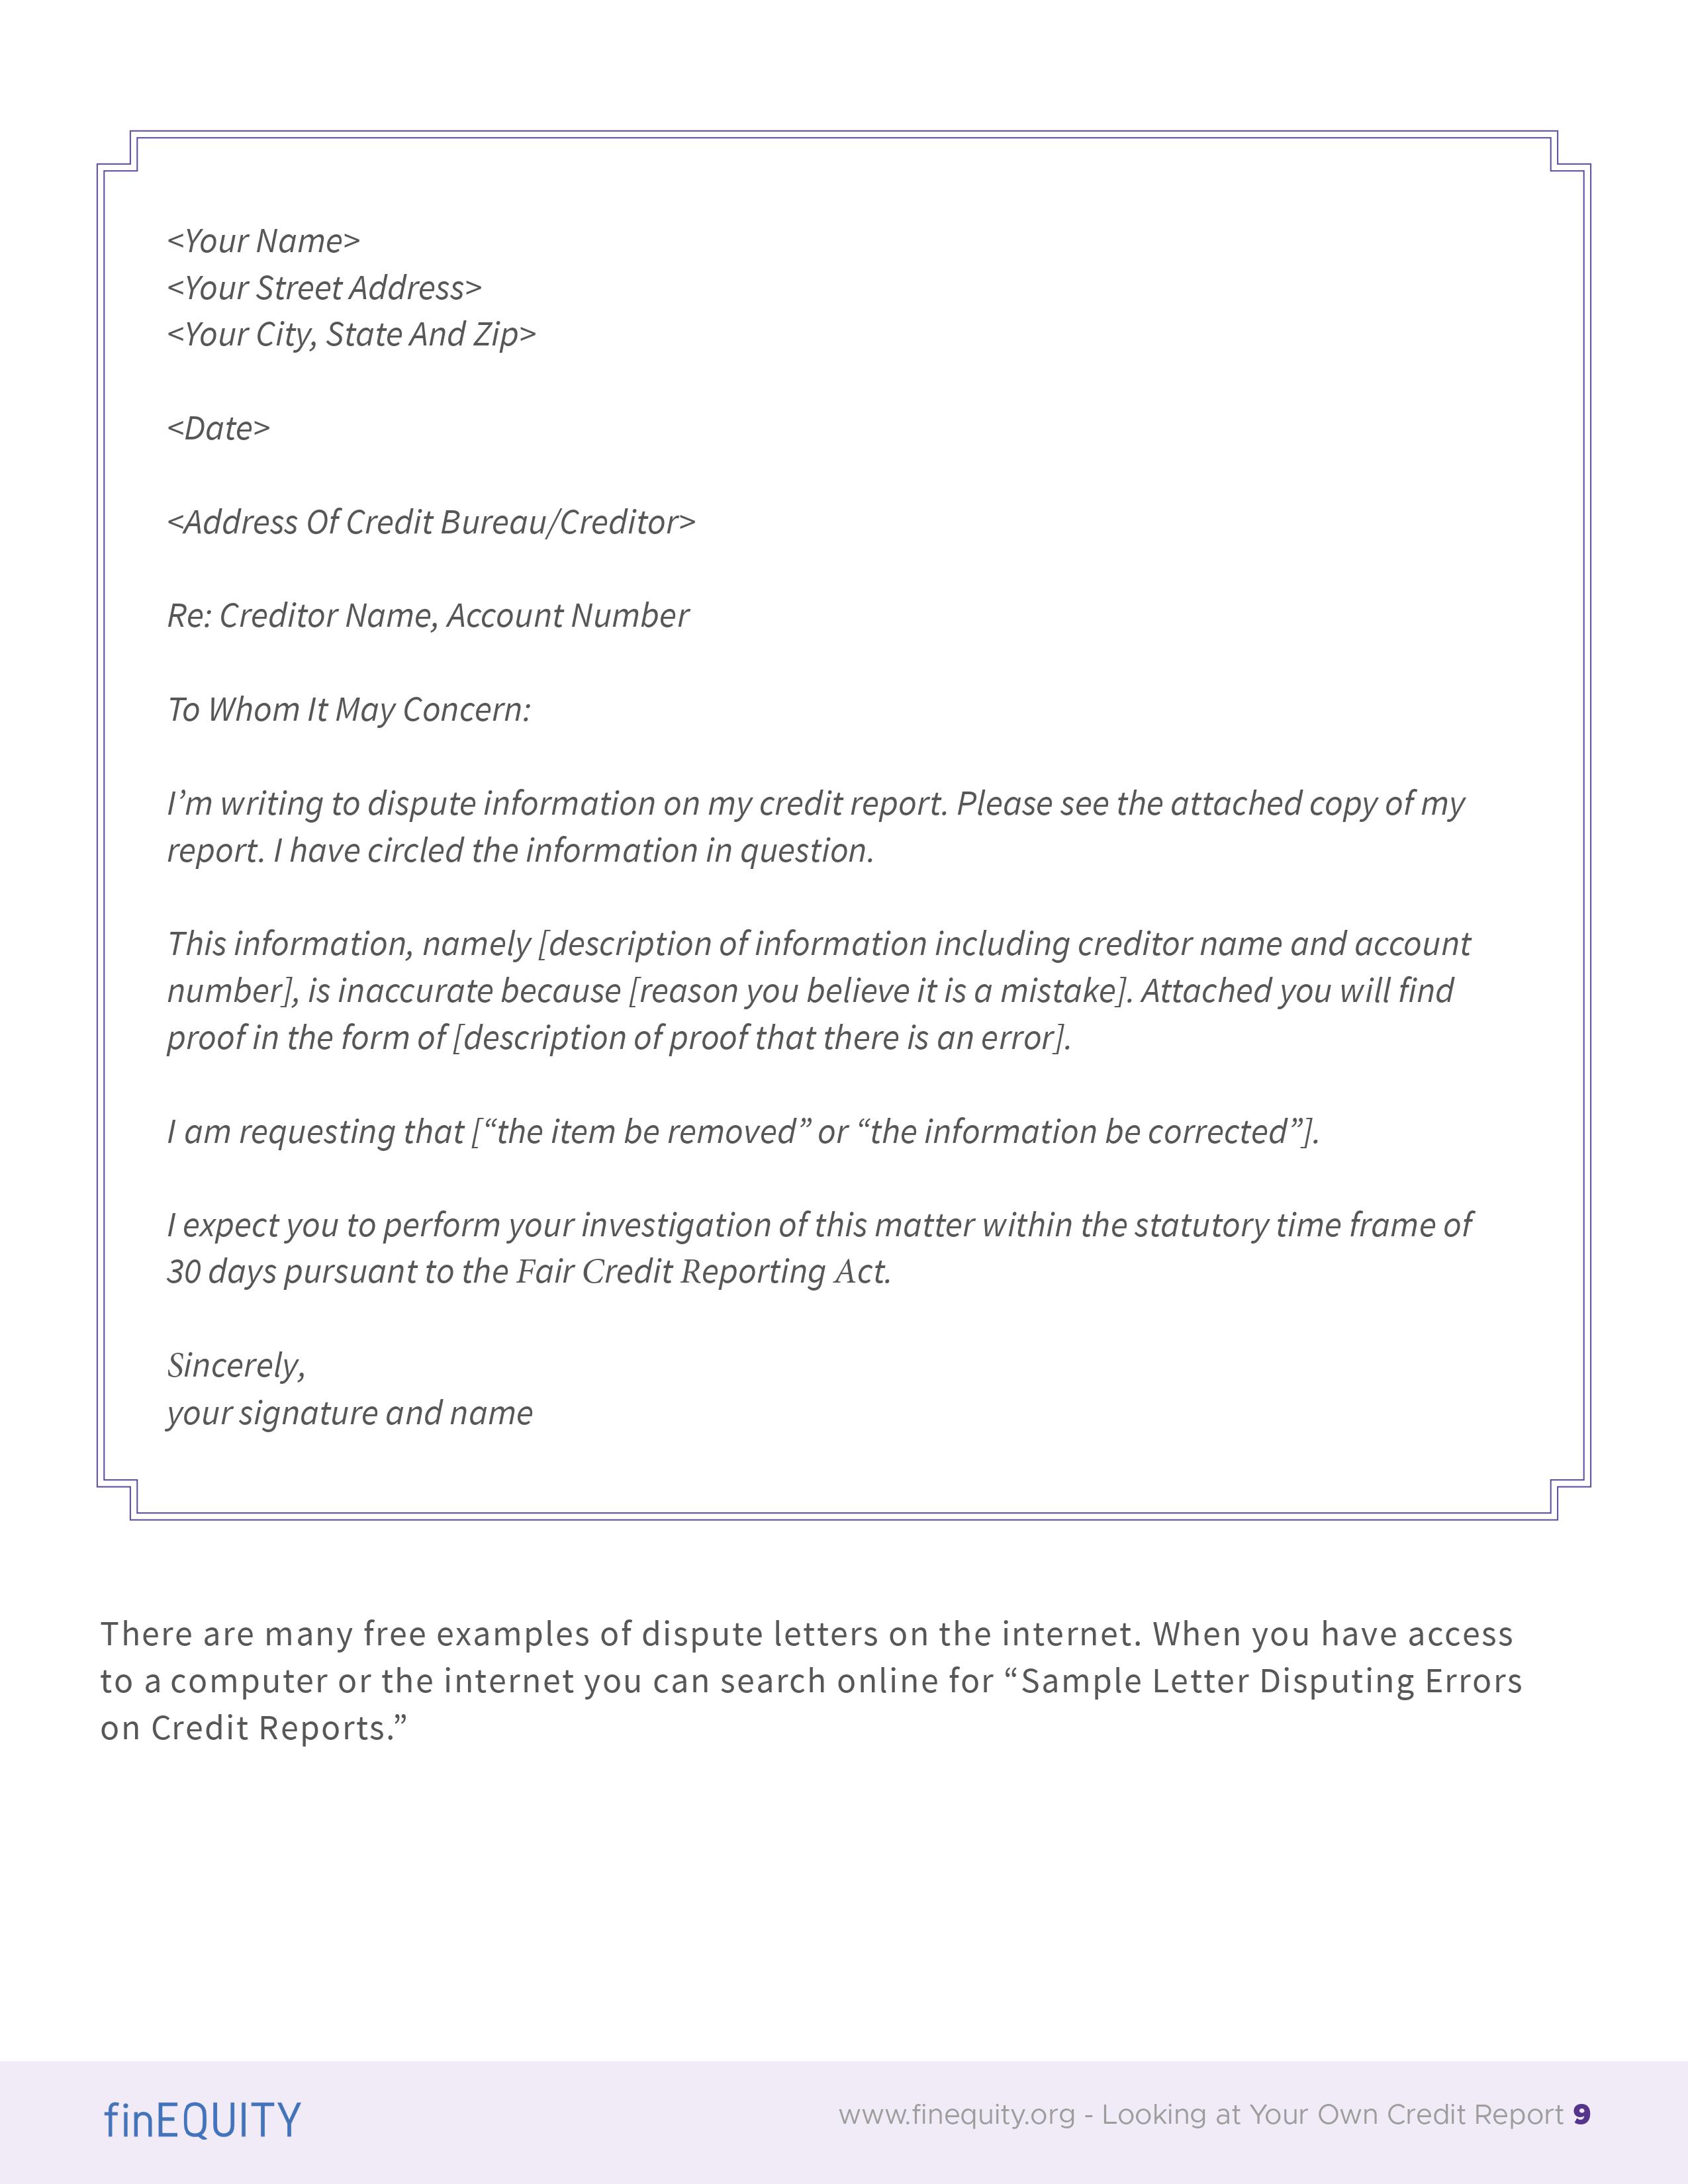 <Your Name>
<Your Street Address>
<Your City, State And Zip>
<Date>
<Address Of Credit Bureau/Creditor>
Re: Creditor Name, Account Number
To Whom It May Concern:
I’m writing to dispute information on my credit report. Please see the attached copy of my
report. I have circled the information in question.
This information, namely [description of information including creditor name and account
number], is inaccurate because [reason you believe it is a mistake]. Attached you will find
proof in the form of [description of proof that there is an error].
I am requesting that [“the item be removed” or “the information be corrected”].
I expect you to perform your investigation of this matter within the statutory time frame of
30 days pursuant to the Fair Credit Reporting Act.
Sincerely,
your signature and name
There are many free examples of dispute letters on the internet. When you have access
to a computer or the internet you can search online for “Sample Letter Disputing Errors
on Credit Reports.”
finEQUITY
www.finequity.org - Looking at Your Own Credit Report 9